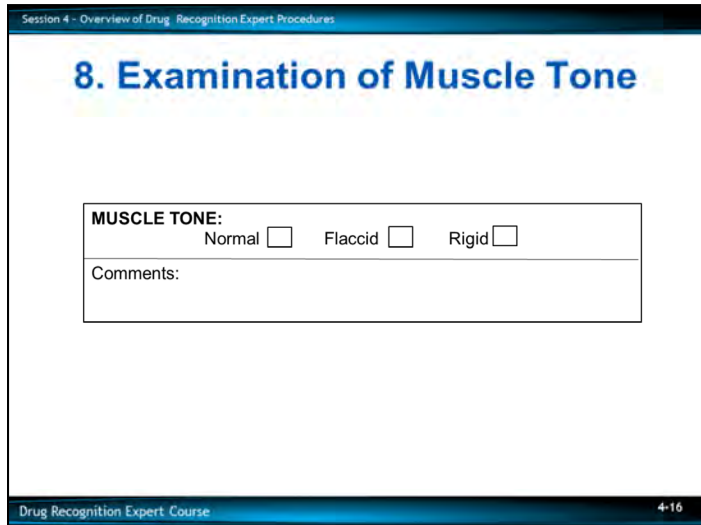 Session 4 - Overview of Drug Recognition Expert Procedures
8. Examination of Muscle Tone
MUSCLE TONE:
Normal Flaccid Rigid
Comments:
Drug Recognition Expert Course 4-16